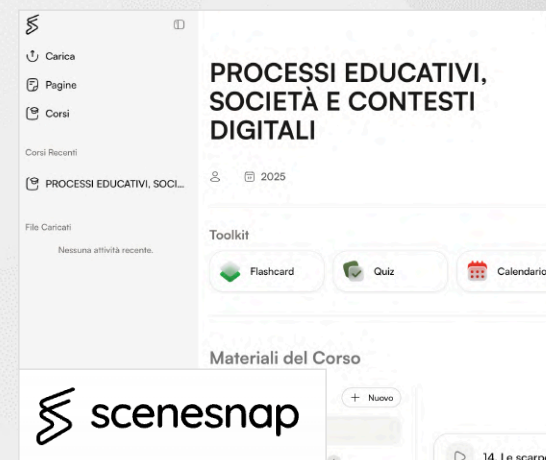 Carica
Pagine
Corsi
Corsi Recenti
PROCESSI EDUCATIVI, SOCI...
File Caricati
Nessuna attività recente.
PROCESSI EDUCATIVI,
SOCIETÀ E CONTESTI
DIGITALI
2025
Toolkit
Flashcard
Quiz
Calendario
Materiali del Corso
+ Nuovo
14. Le scarpe
scenesnap